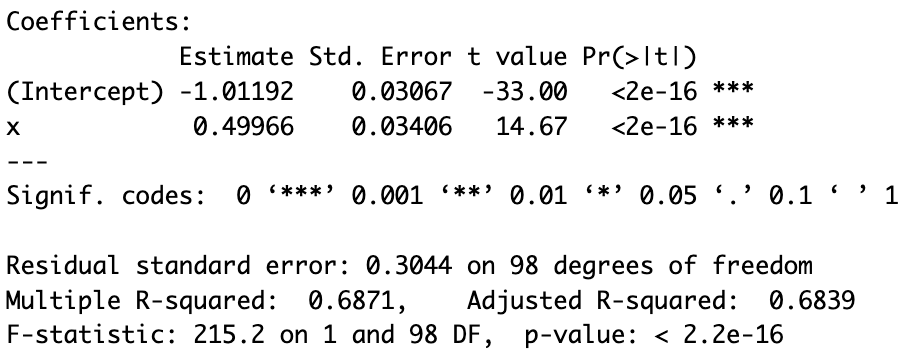 Coefficients:
            Estimate Std. Error t value Pr(>|t|)
(Intercept) -1.01192    0.03067  -33.00   <2e-16 ***
x            0.49966    0.03406   14.67   <2e-16 ***
---
Signif. codes:  0 ‘***’ 0.001 ‘**’ 0.01 ‘*’ 0.05 ‘.’ 0.1 ‘ ’ 1
Residual standard error: 0.3044 on 98 degrees of freedom
Multiple R-squared:  0.6871,    Adjusted R-squared:  0.6839
F-statistic: 215.2 on 1 and 98 DF,  p-value: < 2.2e-16